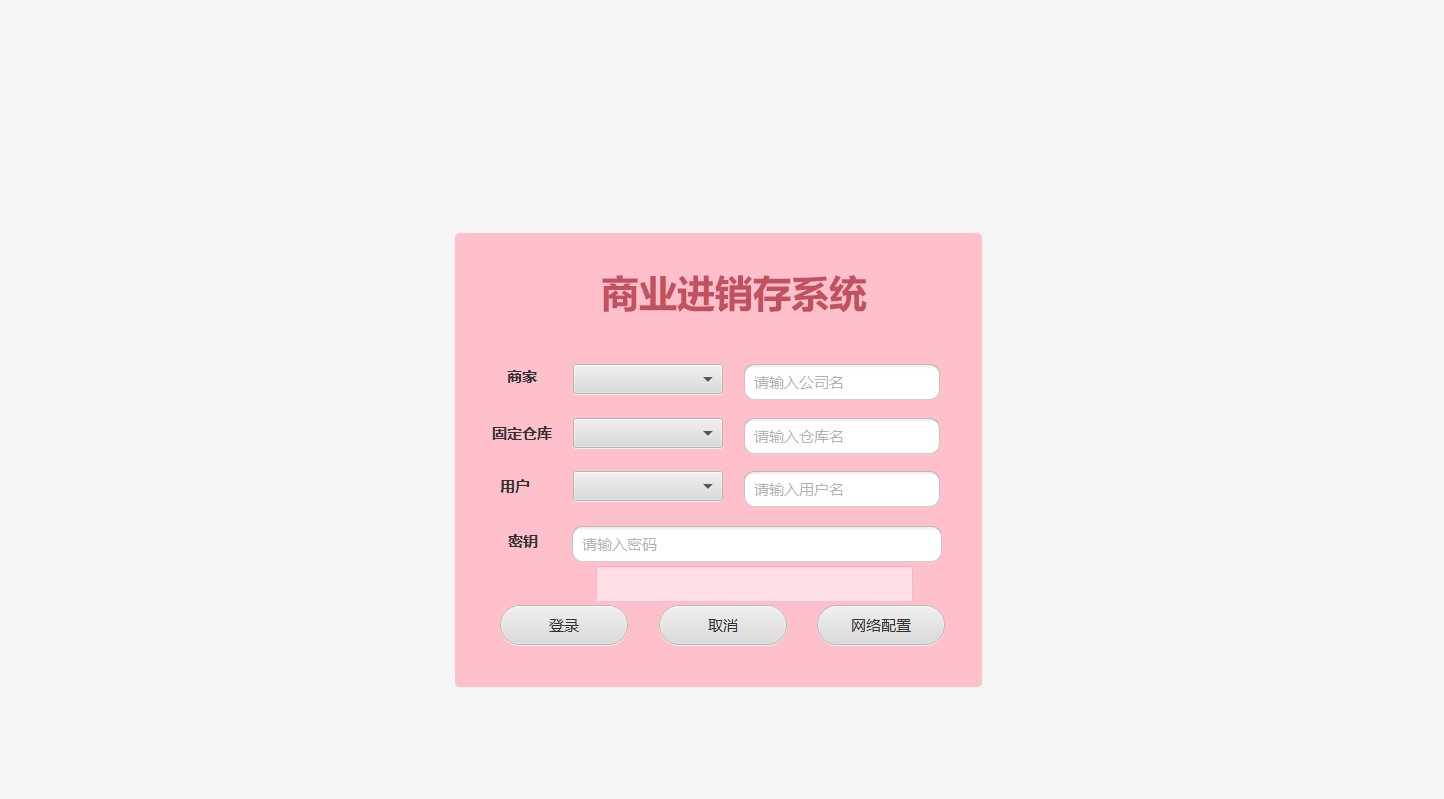 商业进销存系统
商家 请输入公司名
固定仓库 请输入仓库名
用户 请输入用户名
密钥 请输入密码
登录 取消 网络配置